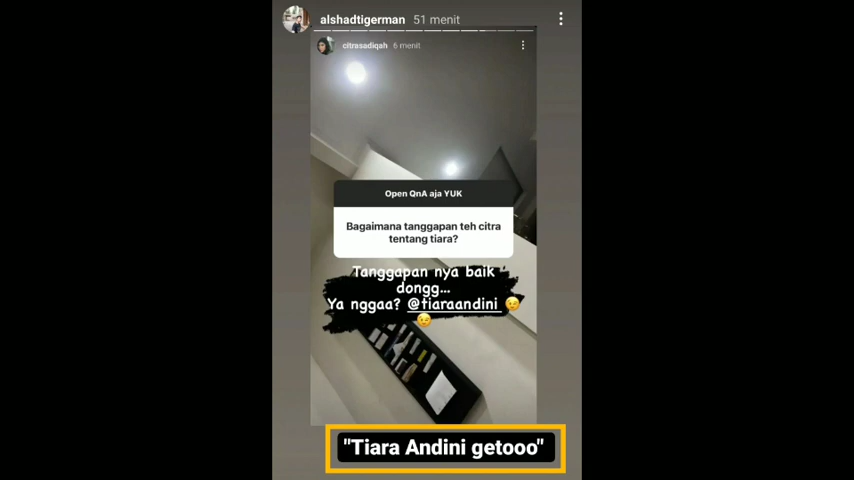 alshadtigerman 51 menit
citrasadiqah 6 menit
Open QnA aja YUK
Bagaimana tanggapan teh citra
tentang tiara?
Tanggapan nya baik
dongg...
Ya nggaa? @tiaraandini
"Tiara Andini getooo"